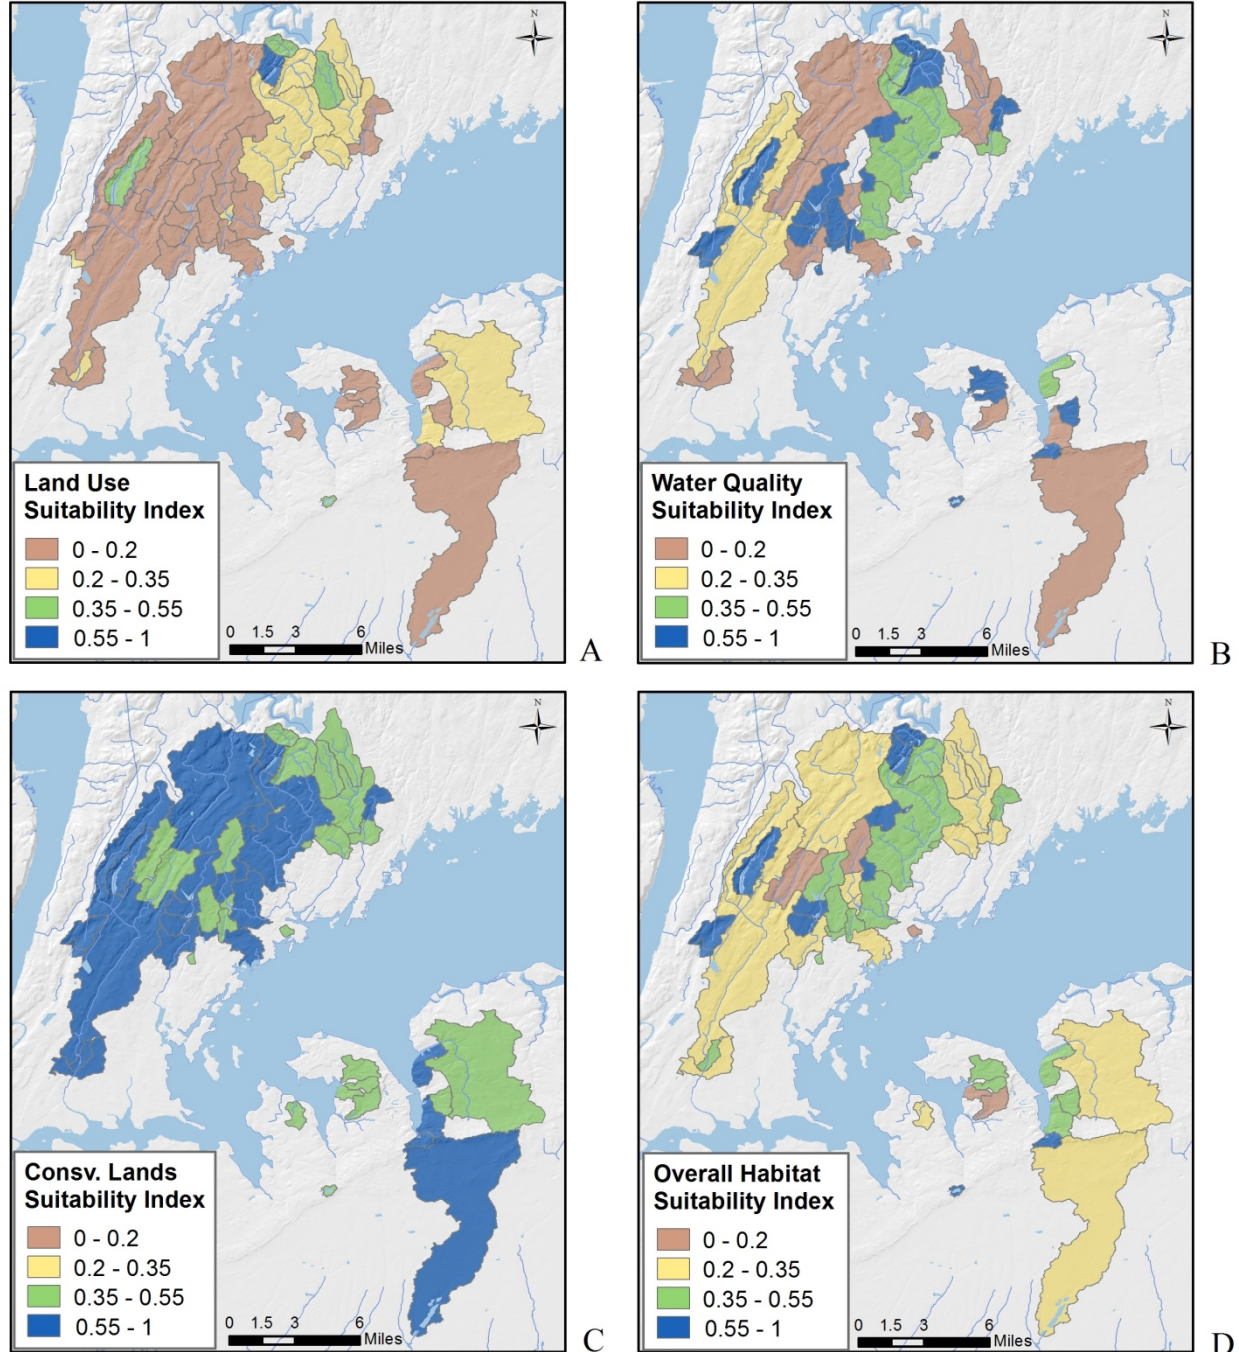 N
Land Use
Suitability Index
0 - 0.2
0.2 - 0.35
0.35 - 0.55
0.55 - 1
0 1.5 3 6
Miles
A
N
Water Quality
Suitability Index
0 - 0.2
0.2 - 0.35
0.35 - 0.55
0.55 - 1
0 1.5 3 6
Miles
B
N
Consv. Lands
Suitability Index
0 - 0.2
0.2 - 0.35
0.35 - 0.55
0.55 - 1
0 1.5 3 6
Miles
C
N
Overall Habitat
Suitability Index
0 - 0.2
0.2 - 0.35
0.35 - 0.55
0.55 - 1
0 1.5 3 6
Miles
D